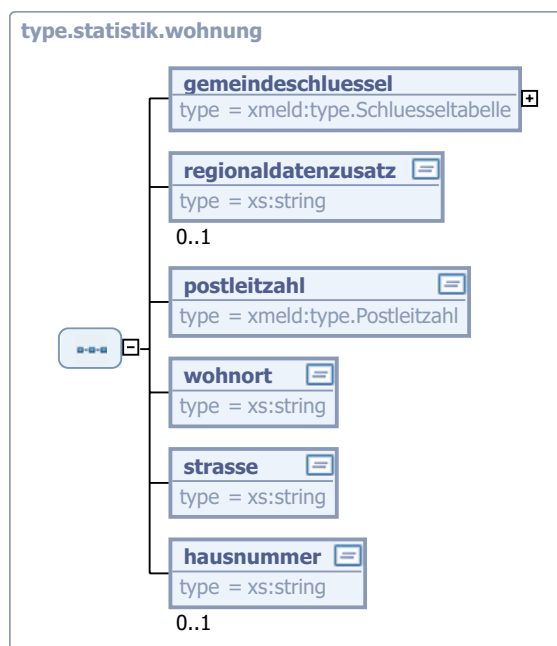 type.statistik.wohnung
gemeindeschluessel
type = xmeld:type.Schluesseltabelle
regionaldatenzusatz
type = xs:string
0..1
postleitzahl
type = xmeld:type.Postleitzahl
wohnort
type = xs:string
strasse
type = xs:string
hausnummer
type = xs:string
0..1